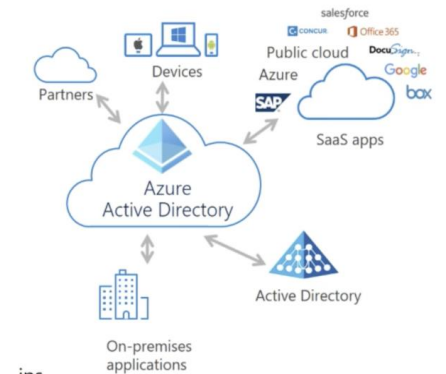 salesforce
CONCUR
Office 365
Public cloud
DocuSign
Azure
Google
SAP
box
SaaS apps
Devices
Partners
Azure
Active Directory
Active Directory
On-premises
applications